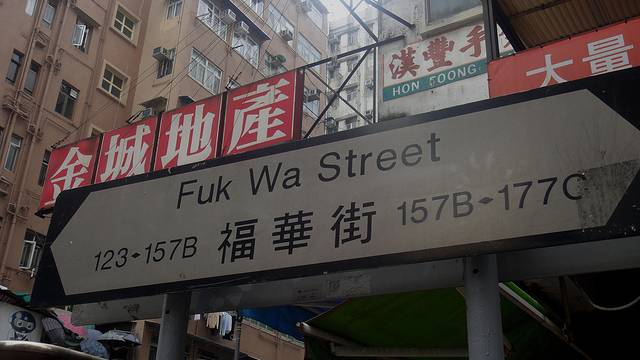 金城地產
漢豐
HON FOONG
大量
Fuk Wa Street
123 157B 福華街 157B 177C